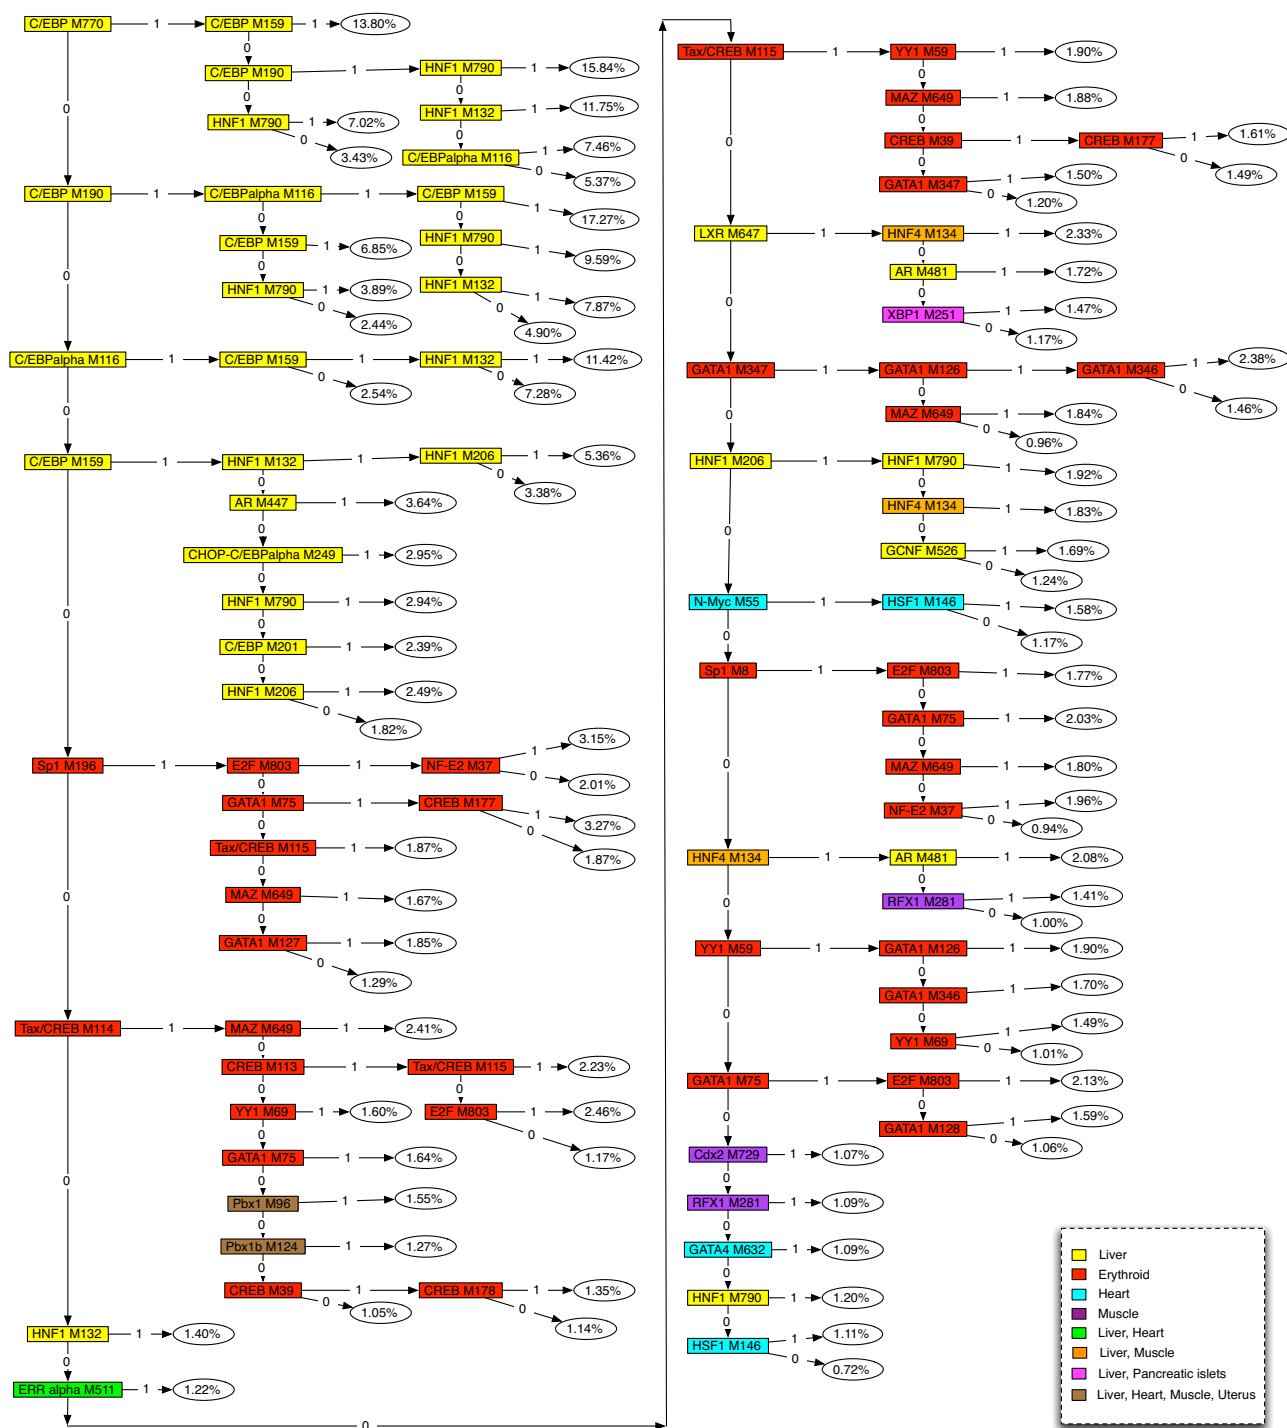 C/EBP M770 1 C/EBP M159 1 13.80%
0 0
C/EBP M190 1 HNF1 M790 1 15.84%
0 0
HNF1 M790 1 7.02% HNF1 M132 1 11.75%
0 3.43% 0
C/EBPalpha M116 1 7.46%
0 5.37%
0
C/EBP M190 1 C/EBPalpha M116 1 C/EBP M159 1 17.27%
0 0
C/EBP M159 1 6.85% HNF1 M790 1 9.59%
0 0
HNF1 M790 1 3.89% HNF1 M132 1 7.87%
0 2.44% 0 4.90%
0
C/EBPalpha M116 1 C/EBP M159 1 HNF1 M132 1 11.42%
0 2.54% 0 7.28%
0
C/EBP M159 1 HNF1 M132 1 HNF1 M206 1 5.36%
0 0 3.38%
AR M447 1 3.64%
0
CHOP-C/EBPalpha M249 1 2.95%
0
HNF1 M790 1 2.94%
0
C/EBP M201 1 2.39%
0
HNF1 M206 1 2.49%
0 1.82%
0
Sp1 M196 1 E2F M803 1 NF-E2 M37 1 3.15%
0 0 2.01%
GATA1 M75 1 CREB M177 1 3.27%
0 0 1.87%
Tax/CREB M115 1 1.87%
0
MAZ M649 1 1.67%
0
GATA1 M127 1 1.85%
0 1.29%
0
Tax/CREB M114 1 MAZ M649 1 2.41%
0
CREB M113 1 Tax/CREB M115 1 2.23%
0 0
YY1 M69 1 1.60% E2F M803 1 2.46%
0 0 1.17%
GATA1 M75 1 1.64%
0
Pbx1 M96 1 1.55%
0
Pbx1b M124 1 1.27%
0
CREB M39 1 CREB M178 1 1.35%
0 1.05% 0 1.14%
0
HNF1 M132 1 1.40%
0
ERR alpha M511 1 1.22%
0
Tax/CREB M115 1 YY1 M59 1 1.90%
0
MAZ M649 1 1.88%
0
CREB M39 1 CREB M177 1 1.61%
0 0 1.49%
GATA1 M347 1 1.50%
0 1.20%
0
LXR M647 1 HNF4 M134 1 2.33%
0
AR M481 1 1.72%
0
XBP1 M251 1 1.47%
0 1.17%
0
GATA1 M347 1 GATA1 M126 1 GATA1 M346 1 2.38%
0 0 1.46%
MAZ M649 1 1.84%
0 0.96%
0
HNF1 M206 1 HNF1 M790 1 1.92%
0
HNF4 M134 1 1.83%
0
GCNF M526 1 1.69%
0 1.24%
0
N-Myc M55 1 HSF1 M146 1 1.58%
0 1.17%
0
Sp1 M8 1 E2F M803 1 1.77%
0
GATA1 M75 1 2.03%
0
MAZ M649 1 1.80%
0
NF-E2 M37 1 1.96%
0 0.94%
0
HNF4 M134 1 AR M481 1 2.08%
0
RFX1 M281 1 1.41%
0 1.00%
0
YY1 M59 1 GATA1 M126 1 1.90%
0
GATA1 M346 1 1.70%
0
YY1 M69 1 1.49%
0 1.01%
0
GATA1 M75 1 E2F M803 1 2.13%
0
GATA1 M128 1 1.59%
0 1.06%
0
Cdx2 M729 1 1.07%
0
RFX1 M281 1 1.09%
0
GATA4 M632 1 1.09%
0
HNF1 M790 1 1.20%
0
HSF1 M146 1 1.11%
0 0.72%
Liver
Erythroid
Heart
Muscle
Liver, Heart
Liver, Muscle
Liver, Pancreatic islets
Liver, Heart, Muscle, Uterus